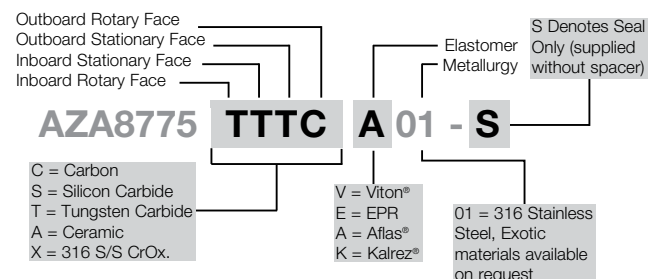 Outboard Rotary Face
Outboard Stationary Face
Inboard Stationary Face
Inboard Rotary Face
Elastomer
Metallurgy
S Denotes Seal
Only (supplied
without spacer)
AZA8775 TTTC A 01 - S
C = Carbon
S = Silicon Carbide
T = Tungsten Carbide
A = Ceramic
X = 316 S/S CrOx.
V = Viton®
E = EPR
A = Aflas®
K = Kalrez®
01 = 316 Stainless
Steel, Exotic
materials available
on request